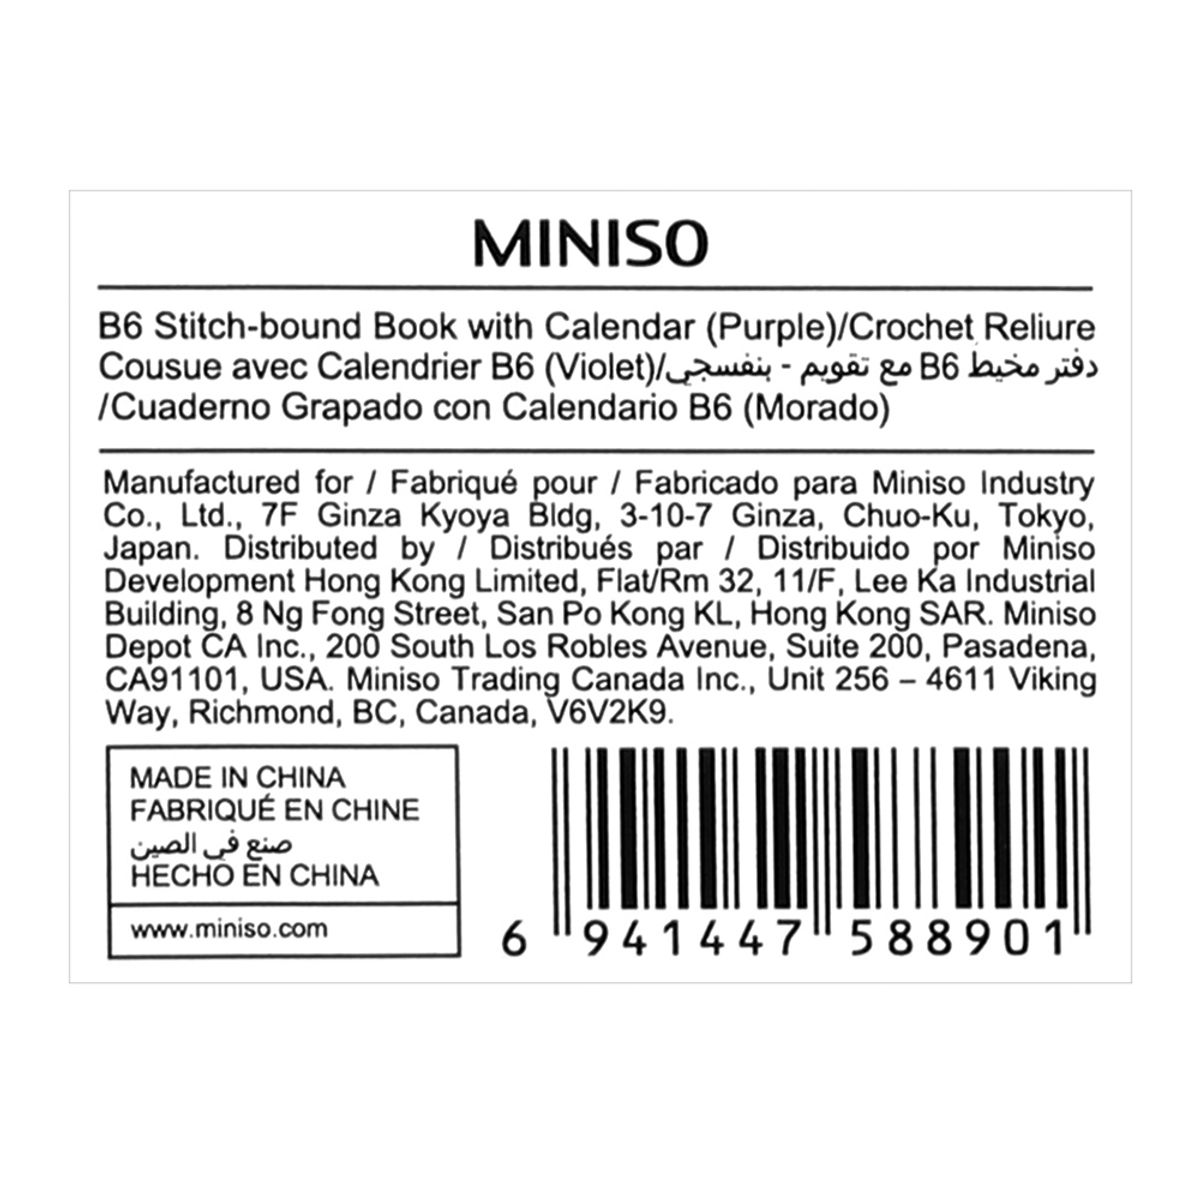 MINISO
B6 Stitch-bound Book with Calendar (Purple)/Crochet Reliure
Cousue avec Calendrier B6 (Violet)/دفتر مخيط B6 مع تقويم - بنفسجي
/Cuaderno Grapado con Calendario B6 (Morado)
Manufactured for / Fabriqué pour / Fabricado para Miniso Industry
Co., Ltd., 7F Ginza Kyoya Bldg, 3-10-7 Ginza, Chuo-Ku, Tokyo,
Japan. Distributed by / Distribués par / Distribuido por Miniso
Development Hong Kong Limited, Flat/Rm 32, 11/F, Lee Ka Industrial
Building, 8 Ng Fong Street, San Po Kong KL, Hong Kong SAR. Miniso
Depot CA Inc., 200 South Los Robles Avenue, Suite 200, Pasadena,
CA91101, USA. Miniso Trading Canada Inc., Unit 256 – 4611 Viking
Way, Richmond, BC, Canada, V6V2K9.
MADE IN CHINA
FABRIQUÉ EN CHINE
صنع في الصين
HECHO EN CHINA
www.miniso.com
6 941447 588901